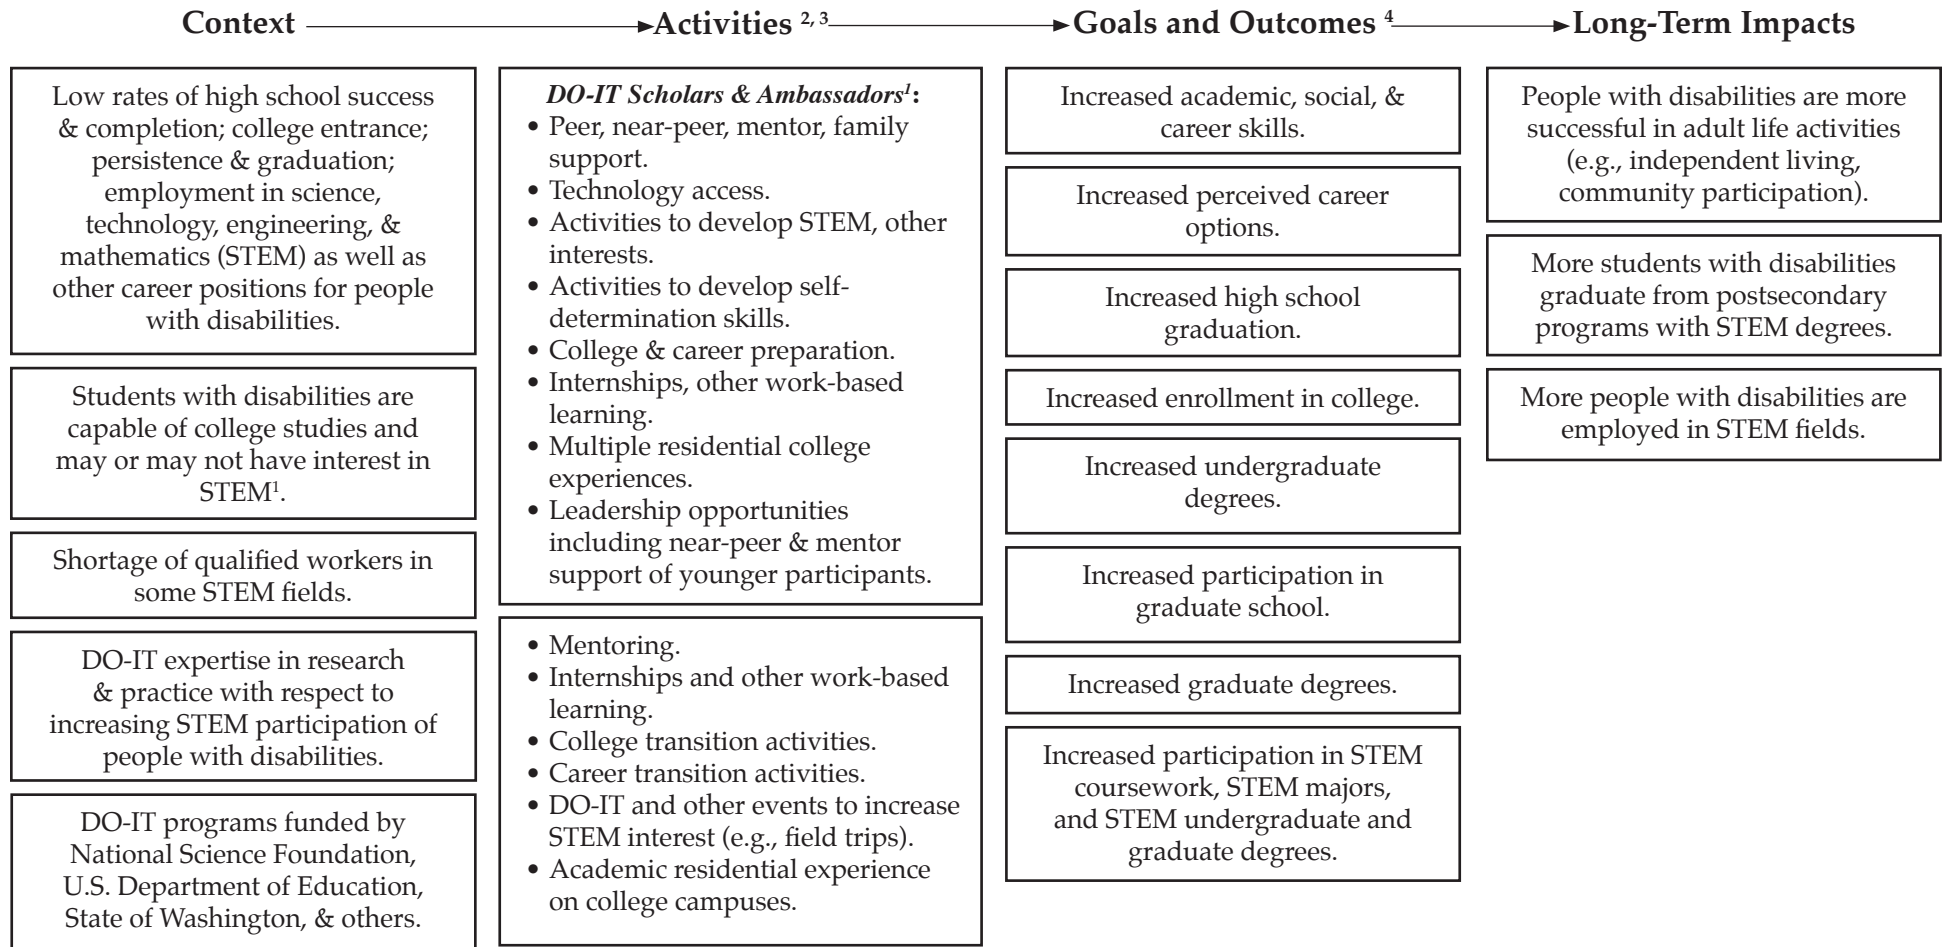 Context
Activities 2, 3
Goals and Outcomes 4
Long-Term Impacts
Low rates of high school success
& completion; college entrance;
persistence & graduation;
employment in science,
technology, engineering, &
mathematics (STEM) as well as
other career positions for people
with disabilities.
Students with disabilities are
capable of college studies and
may or may not have interest in
STEM1.
Shortage of qualified workers in
some STEM fields.
DO-IT expertise in research
& practice with respect to
increasing STEM participation of
people with disabilities.
DO-IT programs funded by
National Science Foundation,
U.S. Department of Education,
State of Washington, & others.
DO-IT Scholars & Ambassadors1:
• Peer, near-peer, mentor, family
support.
• Technology access.
• Activities to develop STEM, other
interests.
• Activities to develop self-
determination skills.
• College & career preparation.
• Internships, other work-based
learning.
• Multiple residential college
experiences.
• Leadership opportunities
including near-peer & mentor
support of younger participants.
• Mentoring.
• Internships and other work-based
learning.
• College transition activities.
• Career transition activities.
• DO-IT and other events to increase
STEM interest (e.g., field trips).
• Academic residential experience
on college campuses.
Increased academic, social, &
career skills.
Increased perceived career
options.
Increased high school
graduation.
Increased enrollment in college.
Increased undergraduate
degrees.
Increased participation in
graduate school.
Increased graduate degrees.
Increased participation in STEM
coursework, STEM majors,
and STEM undergraduate and
graduate degrees.
People with disabilities are more
successful in adult life activities
(e.g., independent living,
community participation).
More students with disabilities
graduate from postsecondary
programs with STEM degrees.
More people with disabilities are
employed in STEM fields.